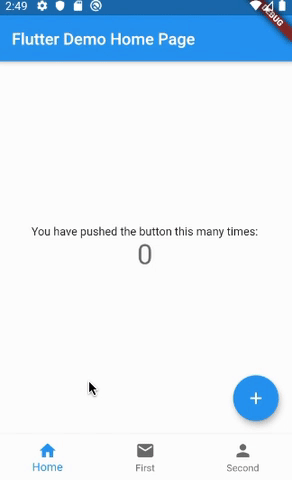 2:49
DEBUG
Flutter Demo Home Page
You have pushed the button this many times:
0
Home
First
Second